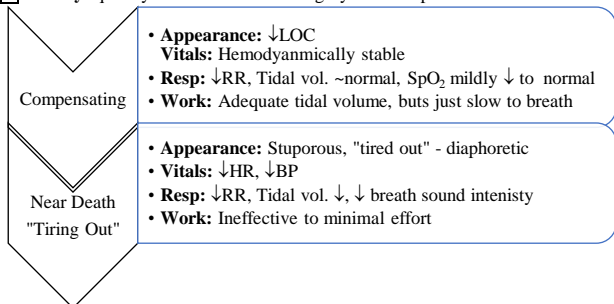 Compensating
• Appearance: ↓LOC
Vitals: Hemodyanmically stable
• Resp: ↓RR, Tidal vol. ~normal, SpO2 mildly ↓ to normal
• Work: Adequate tidal volume, buts just slow to breath
Near Death
"Tiring Out"
• Appearance: Stuporous, "tired out" - diaphoretic
• Vitals: ↓HR, ↓BP
• Resp: ↓RR, Tidal vol. ↓, ↓ breath sound intenisty
• Work: Ineffective to minimal effort